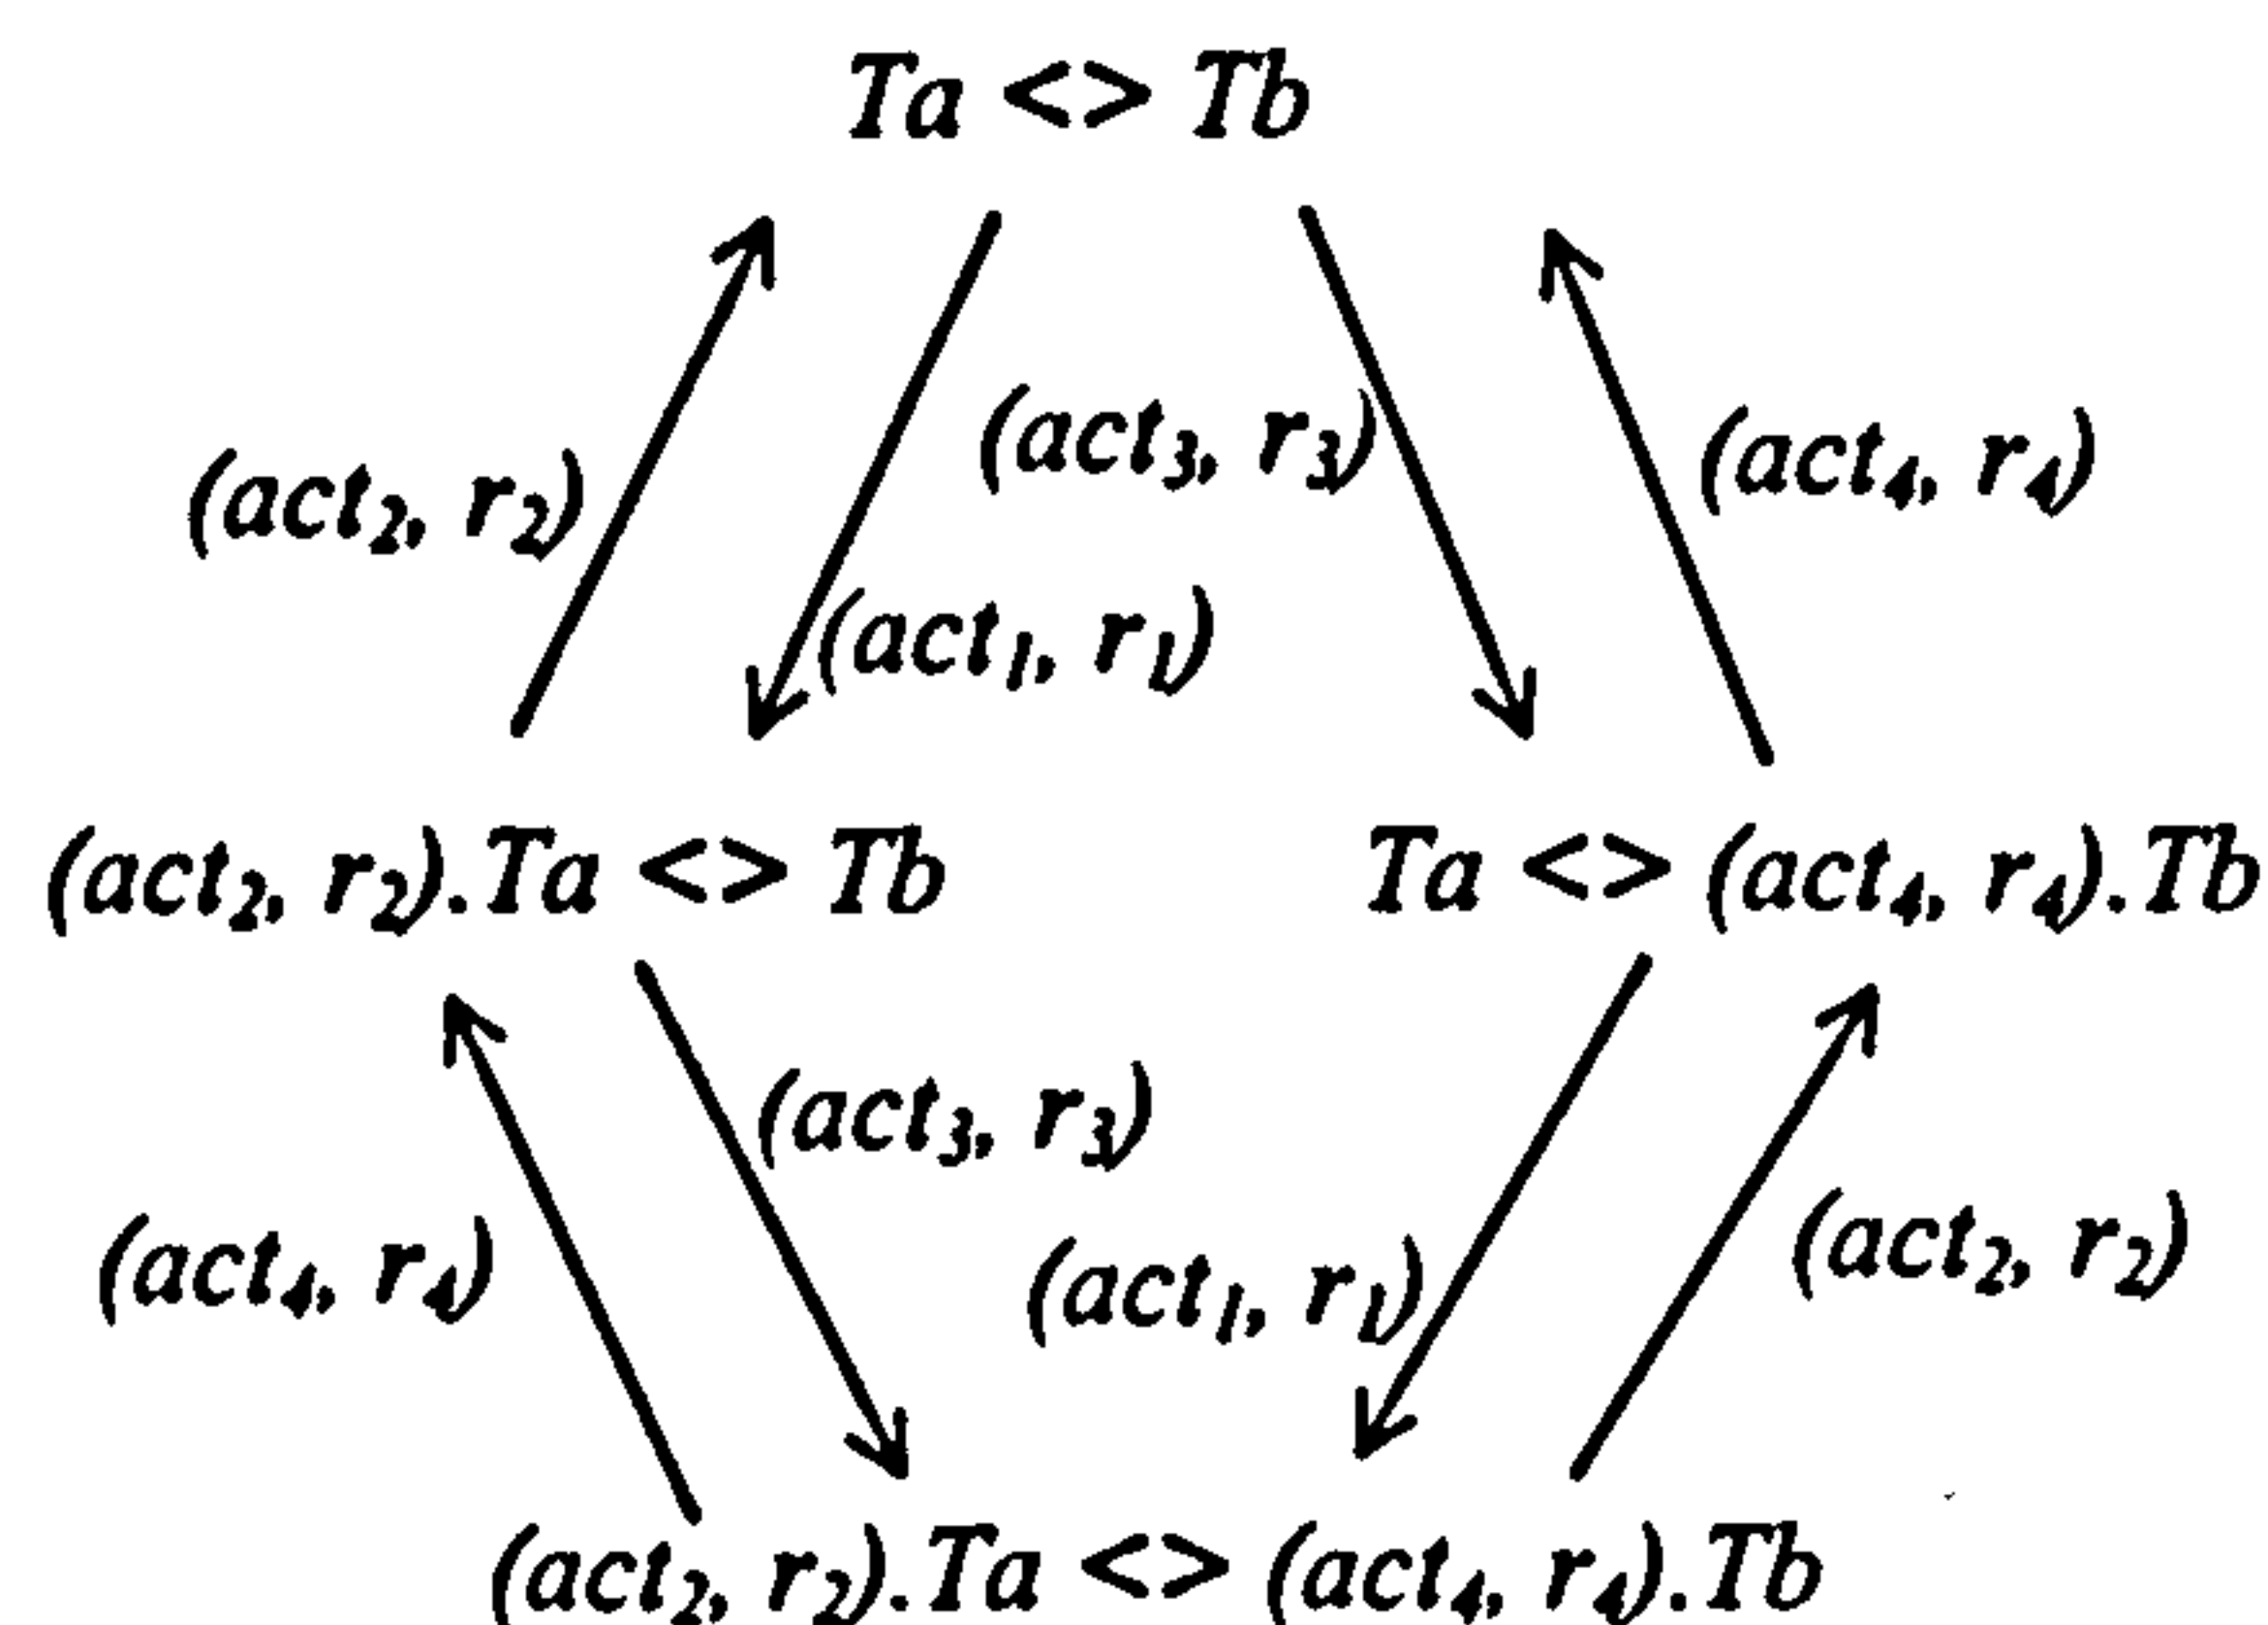 Ta <> Tb
(act₃, r₃)
(act₂, r₂)
(act₄, r₄)
(act₁, r₁)
(act₂, r₂).Ta <> Tb
Ta <> (act₄, r₄).Tb
(act₃, r₃)
(act₄, r₄)
(act₁, r₁)
(act₂, r₂)
(act₂, r₂).Ta <> (act₄, r₄).Tb